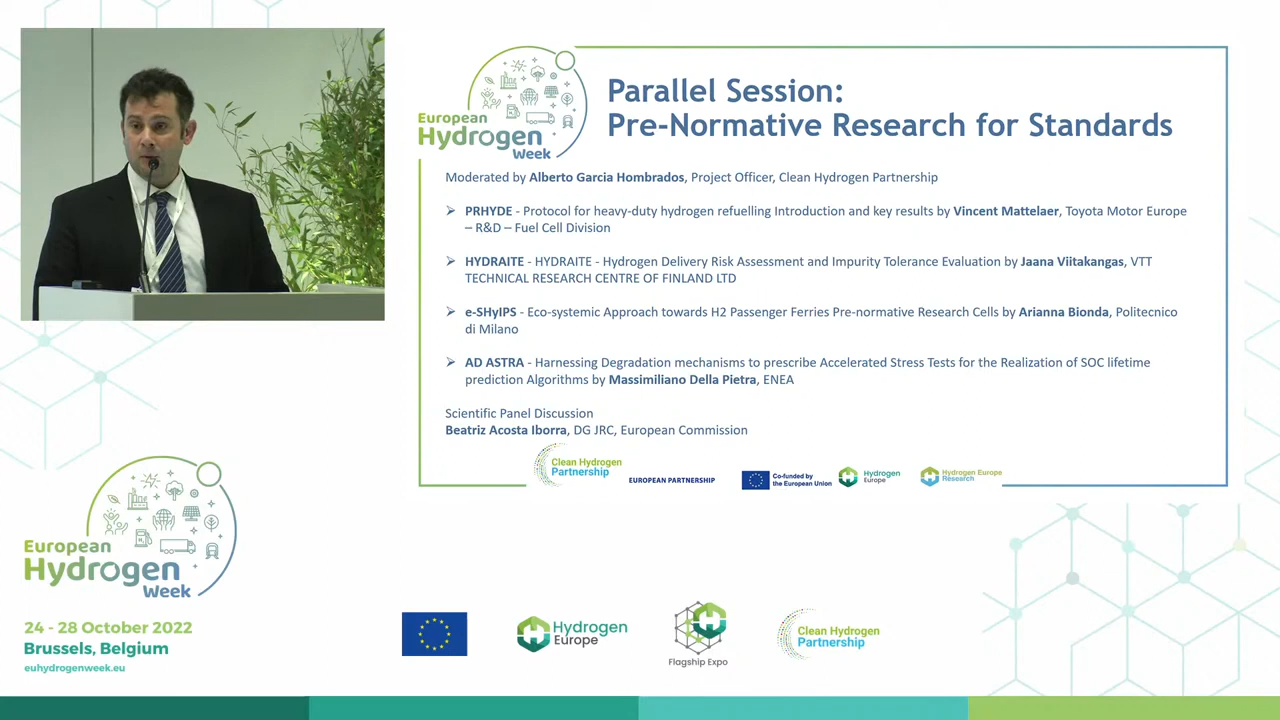 European
Hydrogen
Week
Parallel Session:
Pre-Normative Research for Standards
Moderated by Alberto Garcia Hombrados, Project Officer, Clean Hydrogen Partnership
➢ PRHYDE - Protocol for heavy-duty hydrogen refuelling Introduction and key results by Vincent Mattelaer, Toyota Motor Europe
– R&D – Fuel Cell Division
➢ HYDRAITE - HYDRAITE - Hydrogen Delivery Risk Assessment and Impurity Tolerance Evaluation by Jaana Viitakangas, VTT
TECHNICAL RESEARCH CENTRE OF FINLAND LTD
➢ e-SHyIPS - Eco-systemic Approach towards H2 Passenger Ferries Pre-normative Research Cells by Arianna Bionda, Politecnico
di Milano
➢ AD ASTRA - Harnessing Degradation mechanisms to prescribe Accelerated Stress Tests for the Realization of SOC lifetime
prediction Algorithms by Massimiliano Della Pietra, ENEA
Scientific Panel Discussion
Beatriz Acosta Iborra, DG JRC, European Commission
Clean Hydrogen
Partnership
EUROPEAN PARTNERSHIP
Co-funded by
the European Union
Hydrogen
Europe
Hydrogen Europe
Research
European
Hydrogen
Week
24 - 28 October 2022
Brussels, Belgium
euhydrogenweek.eu
Hydrogen
Europe
Flagship Expo
Clean Hydrogen
Partnership